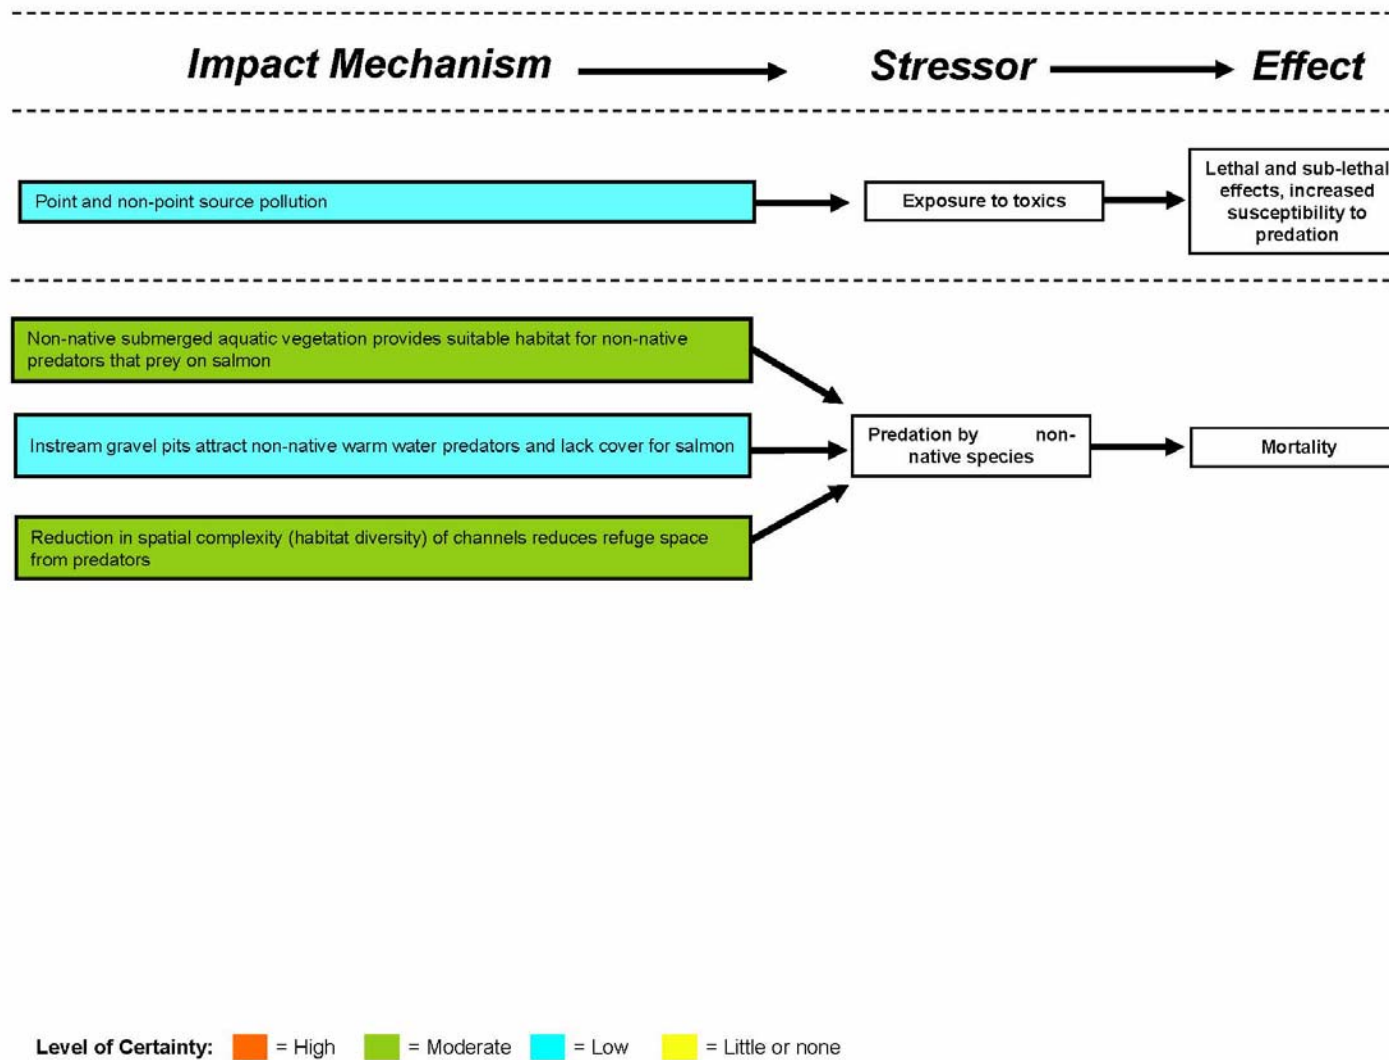 Impact Mechanism Stressor Effect
Point and non-point source pollution
Exposure to toxics
Lethal and sub-lethal
effects, increased
susceptibility to
predation
Non-native submerged aquatic vegetation provides suitable habitat for non-native
predators that prey on salmon
Instream gravel pits attract non-native warm water predators and lack cover for salmon
Reduction in spatial complexity (habitat diversity) of channels reduces refuge space
from predators
Predation by non-
native species
Mortality
Level of Certainty: = High = Moderate = Low = Little or none